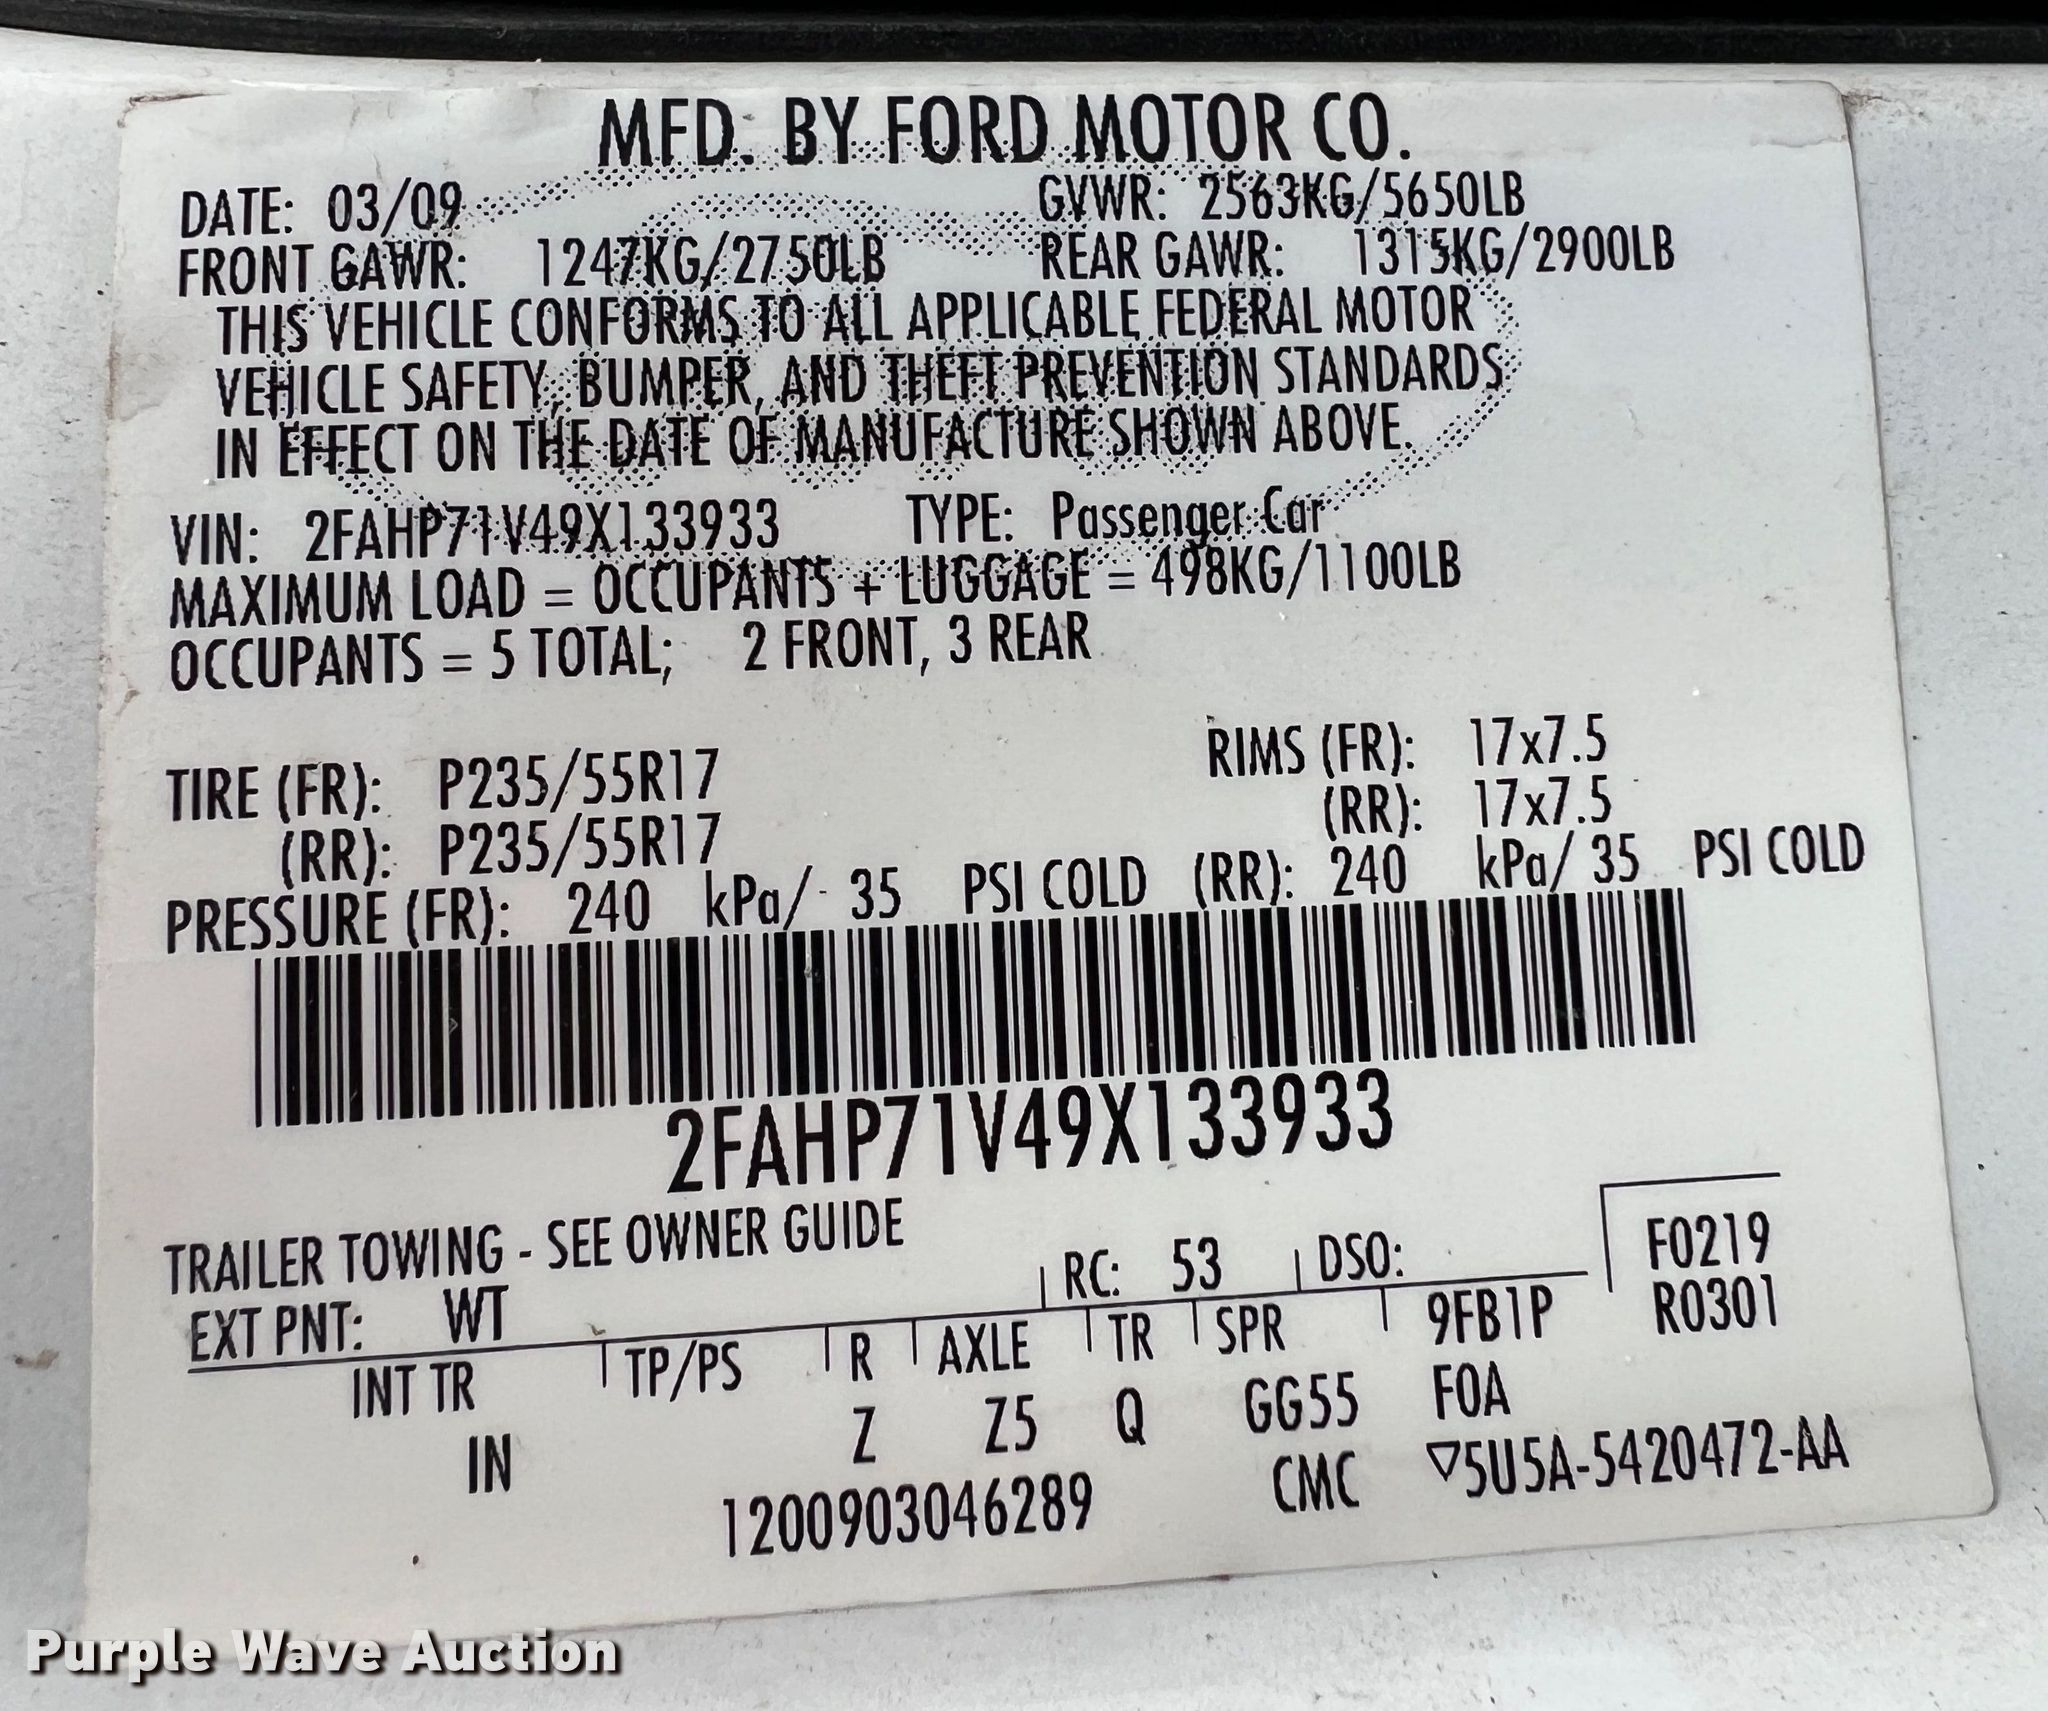 MFD. BY FORD MOTOR CO.
DATE: 03/09 GVWR: 2563KG/5650LB
FRONT GAWR: 1247KG/2750LB REAR GAWR: 1315KG/2900LB
THIS VEHICLE CONFORMS TO ALL APPLICABLE FEDERAL MOTOR
VEHICLE SAFETY, BUMPER, AND THEFT PREVENTION STANDARDS
IN EFFECT ON THE DATE OF MANUFACTURE SHOWN ABOVE.
VIN: 2FAHP71V49X133933 TYPE: Passenger Car
MAXIMUM LOAD = OCCUPANTS + LUGGAGE = 498KG/1100LB
OCCUPANTS = 5 TOTAL; 2 FRONT, 3 REAR
TIRE (FR): P235/55R17 RIMS (FR): 17x7.5
(RR): P235/55R17 (RR): 17x7.5
PRESSURE (FR): 240 kPa/ 35 PSI COLD (RR): 240 kPa/ 35 PSI COLD
2FAHP71V49X133933
TRAILER TOWING - SEE OWNER GUIDE
EXT PNT: WT RC: 53 DSO: F0219
INT TR TP/PS R AXLE TR SPR 9FB1P R0301
IN Z Z5 Q GG55 F0A
1200903046289 CMC ▽5U5A-5420472-AA
Purple Wave Auction